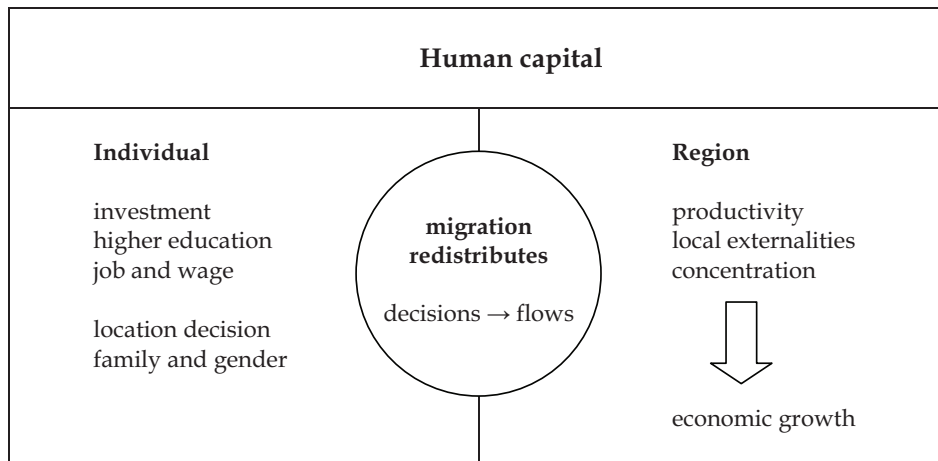 Human capital
Individual
investment
higher education
job and wage
location decision
family and gender
migration
redistributes
decisions → flows
Region
productivity
local externalities
concentration
economic growth